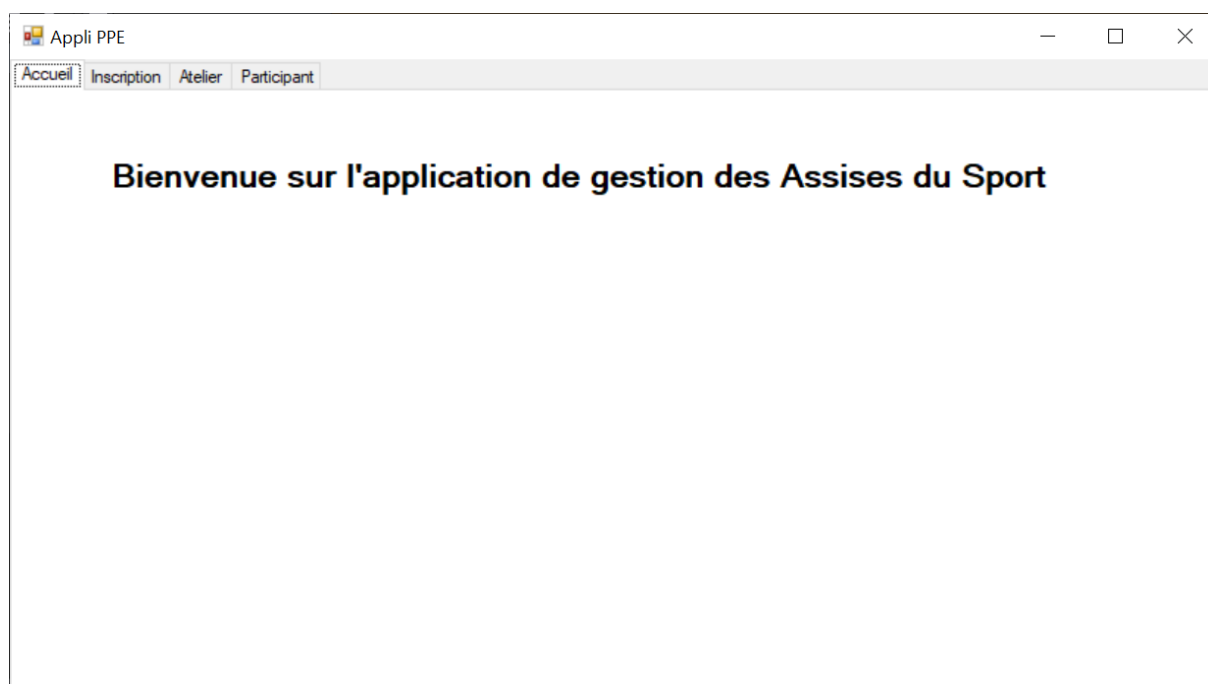 Appli PPE
Accueil Inscription Atelier Participant
Bienvenue sur l'application de gestion des Assises du Sport